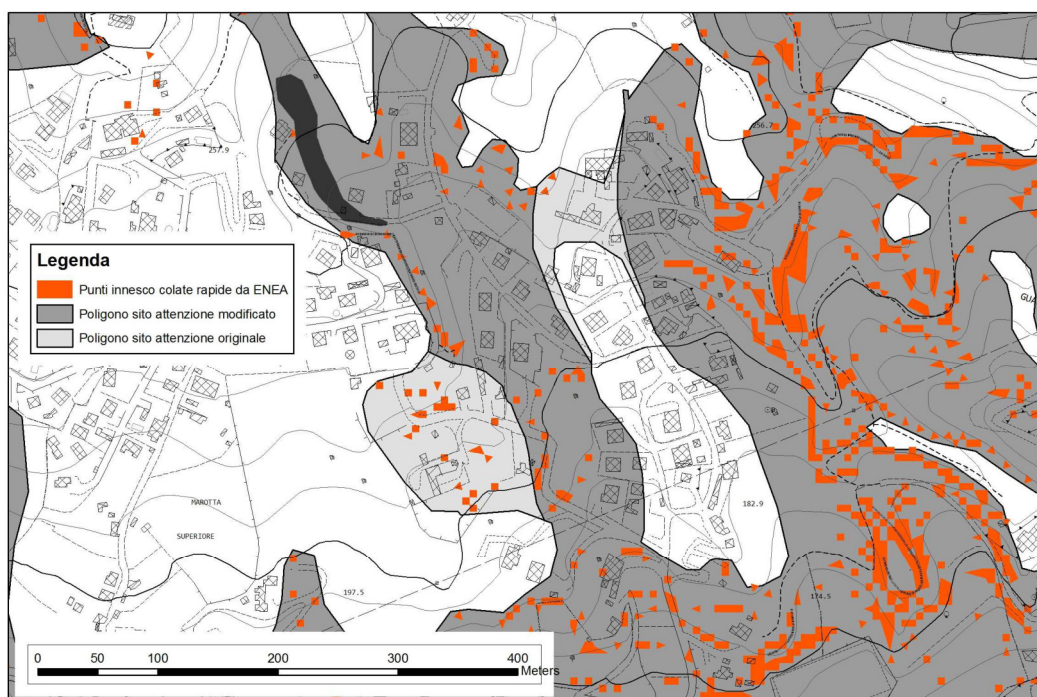 256.7
257.9
Legenda
Punti innesco colate rapide da ENEA
Poligono sito attenzione modificato
Poligono sito attenzione originale
GUA
MAROTTA
SUPERIORE
182.9
197.5
174.5
0 50 100 200 300 400
Meters